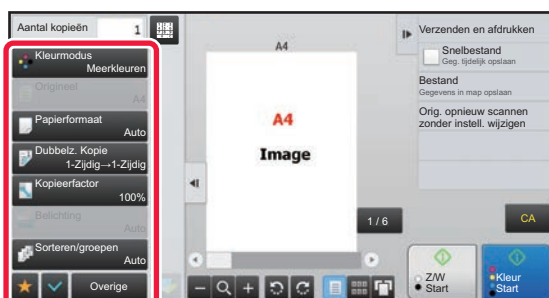 Aantal kopieën 1
Kleurmodus
Meerkleuren
Origineel
A4
Papierformaat
Auto
Dubbelz. Kopie
1-Zijdig→1-Zijdig
Kopieerfactor
100%
Belichting
Auto
Sorteren/groepen
Auto
Overige
A4
A4
Image
1 / 6
Verzenden en afdrukken
Snelbestand
Geg. tijdelijk opslaan
Bestand
Gegevens in map opslaan
Orig. opnieuw scannen
zonder instell. wijzigen
CA
Z/W
Start
Kleur
Start